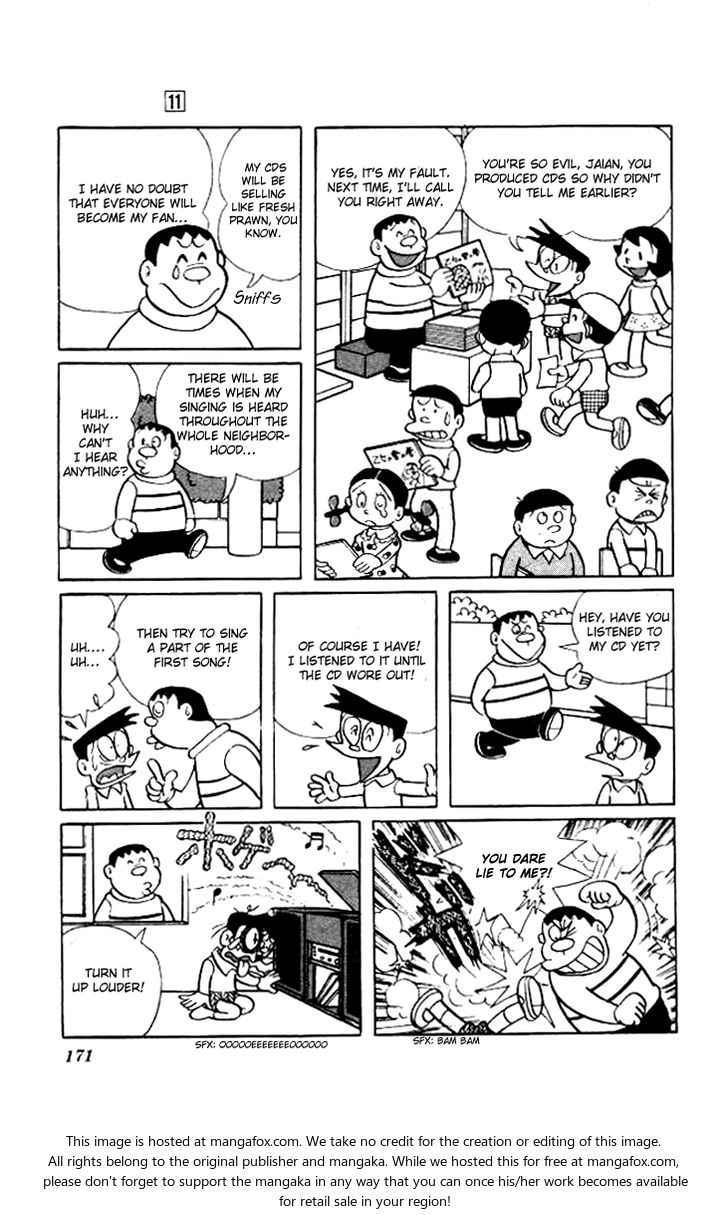 11
YOU'RE SO EVIL, JAIAN, YOU
PRODUCED CDS SO WHY DIDN'T
YOU TELL ME EARLIER?
YES, IT'S MY FAULT.
NEXT TIME, I'LL CALL
YOU RIGHT AWAY.
MY CDS
WILL BE
SELLING
LIKE FRESH
PRAWN, YOU
KNOW.
I HAVE NO DOUBT
THAT EVERYONE WILL
BECOME MY FAN...
Sniffs
THERE WILL BE
TIMES WHEN MY
SINGING IS HEARD
THROUGHOUT THE
WHOLE NEIGHBOR-
HOOD...
HUH...
WHY
CAN'T
I HEAR
ANYTHING?
HEY, HAVE YOU
LISTENED TO
MY CD YET?
OF COURSE I HAVE!
I LISTENED TO IT UNTIL
THE CD WORE OUT!
THEN TRY TO SING
A PART OF THE
FIRST SONG!
UH....
UH...
YOU DARE
LIE TO ME?!
SFX: BAM BAM
ボゲ〜
TURN IT
UP LOUDER!
SFX: OOOOOEEEEEEEOOOOOO
171
This image is hosted at mangafox.com. We take no credit for the creation or editing of this image.
All rights belong to the original publisher and mangaka. While we hosted this for free at mangafox.com,
please don't forget to support the mangaka in any way that you can once his/her work becomes available
for retail sale in your region!